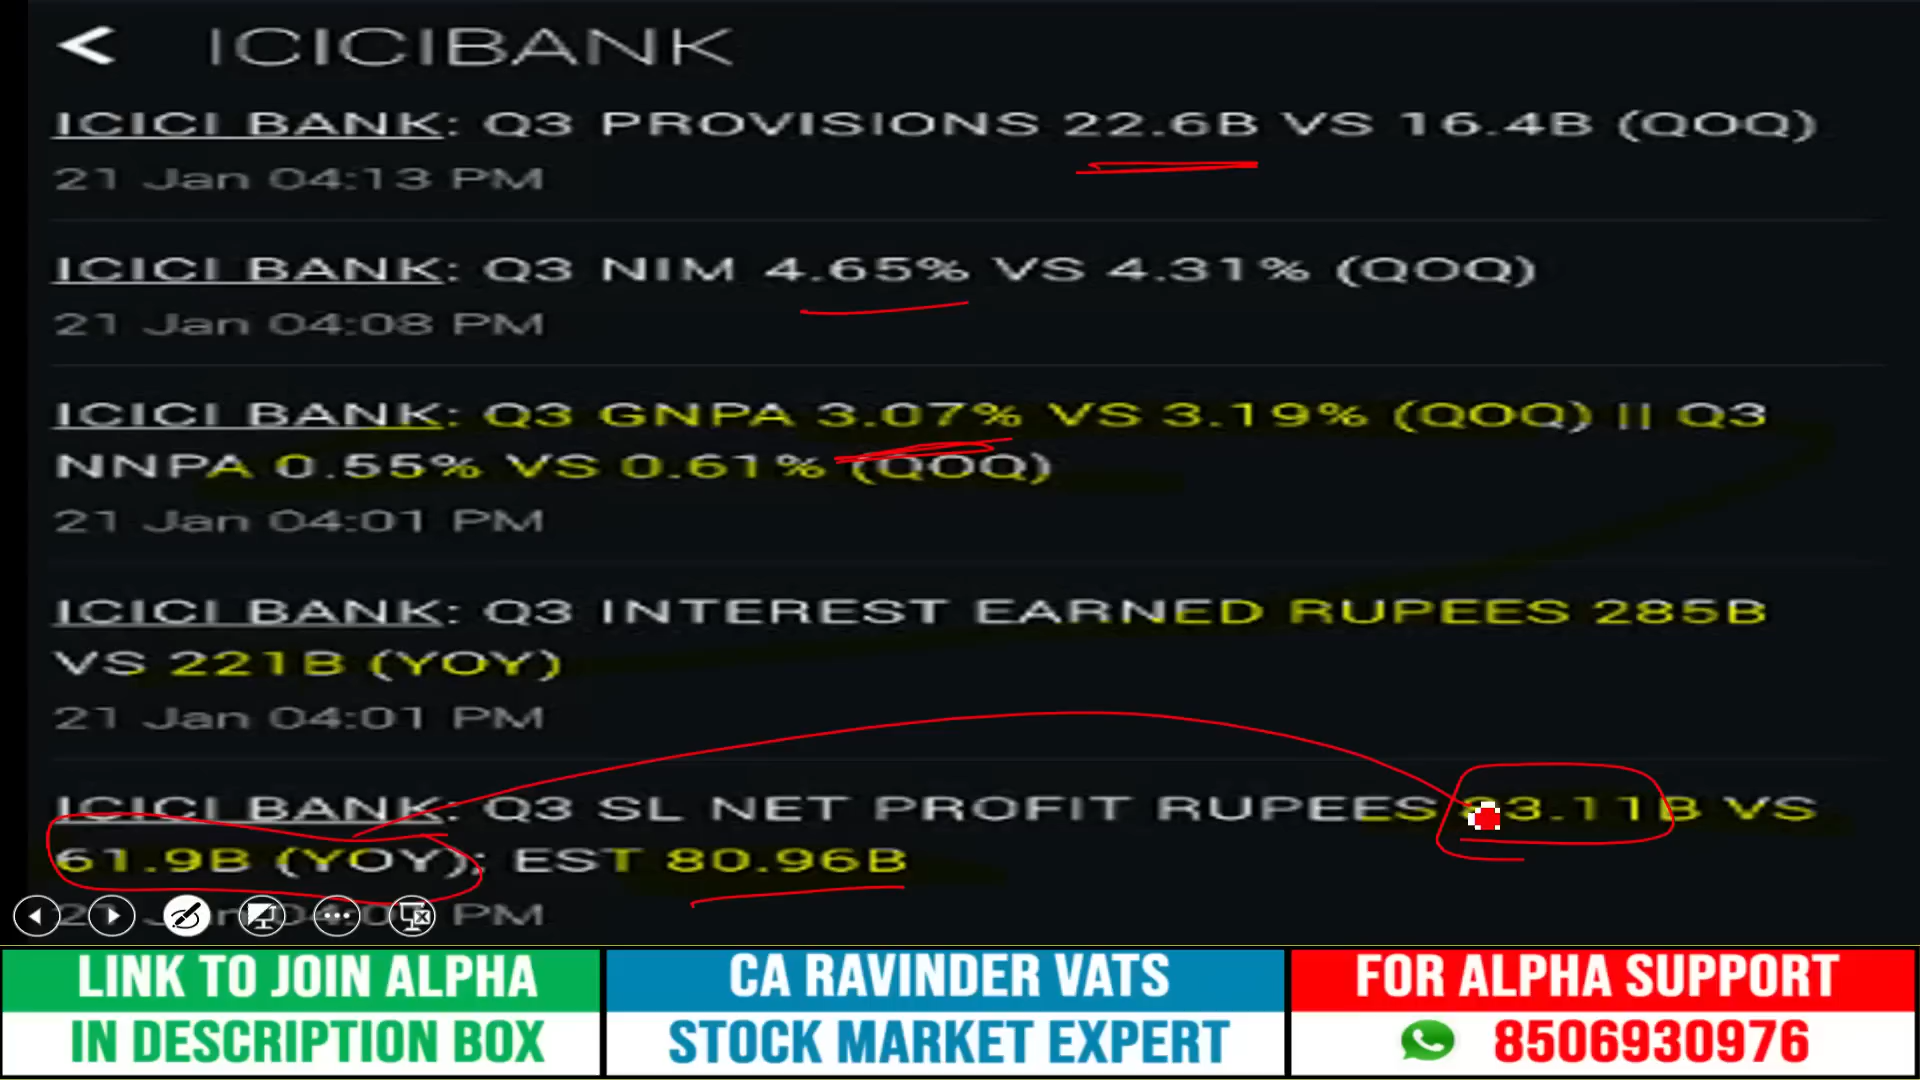 ICICIBANK
ICICI BANK: Q3 PROVISIONS 22.6B VS 16.4B (QOQ)
21 Jan 04:13 PM
ICICI BANK: Q3 NIM 4.65% VS 4.31% (QOQ)
21 Jan 04:08 PM
ICICI BANK: Q3 GNPA 3.07% VS 3.19% (QOQ) || Q3
NNPA 0.55% VS 0.61% (QOQ)
21 Jan 04:01 PM
ICICI BANK: Q3 INTEREST EARNED RUPEES 285B
VS 221B (YOY)
21 Jan 04:01 PM
ICICI BANK: Q3 SL NET PROFIT RUPEES VS
61.9B (YOY); EST 80.96B
PM
LINK TO JOIN ALPHA
IN DESCRIPTION BOX
CA RAVINDER VATS
STOCK MARKET EXPERT
FOR ALPHA SUPPORT
8506930976